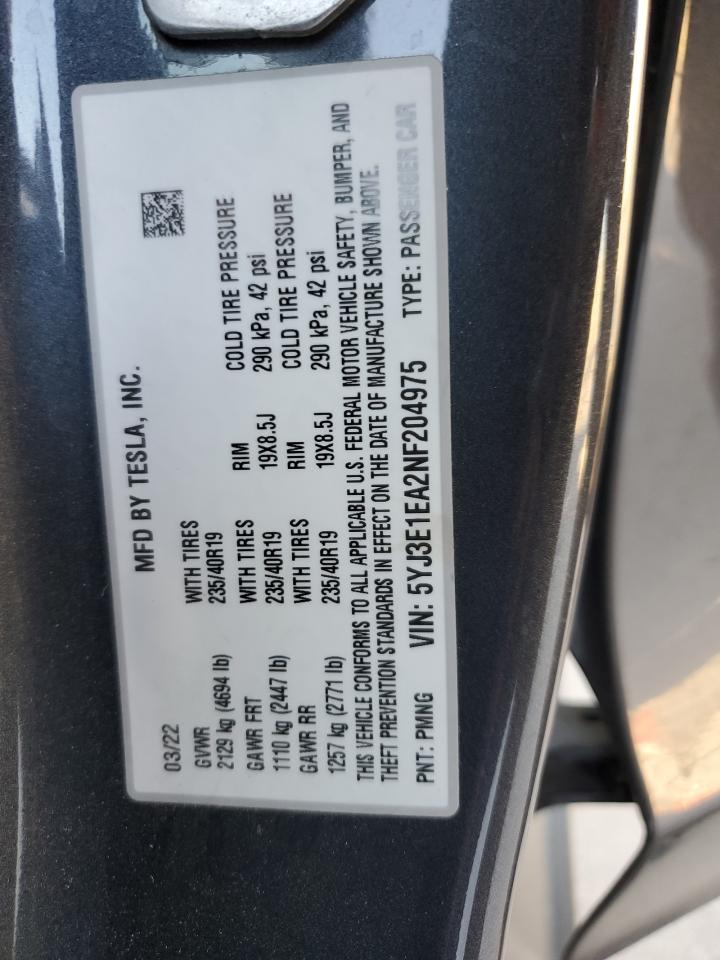 MFD BY TESLA, INC.
03/22
GVWR WITH TIRES RIM COLD TIRE PRESSURE
2129 kg (4694 lb) 235/40R19 19X8.5J 290 kPa, 42 psi
GAWR FRT WITH TIRES RIM COLD TIRE PRESSURE
1110 kg (2447 lb) 235/40R19 19X8.5J 290 kPa, 42 psi
GAWR RR WITH TIRES
1257 kg (2771 lb) 235/40R19
THIS VEHICLE CONFORMS TO ALL APPLICABLE U.S. FEDERAL MOTOR VEHICLE SAFETY, BUMPER, AND
THEFT PREVENTION STANDARDS IN EFFECT ON THE DATE OF MANUFACTURE SHOWN ABOVE.
PNT: PMNG VIN: 5YJ3E1EA2NF204975 TYPE: PASSENGER CAR